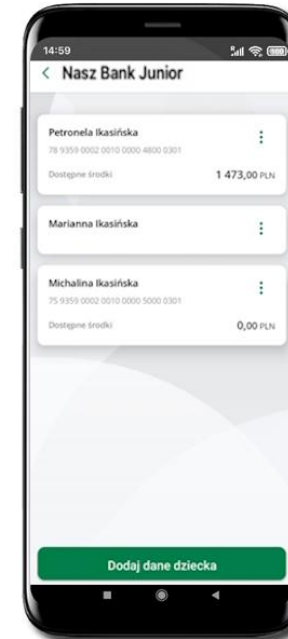 14:59
Nasz Bank Junior
Petronela Ikasińska
78 9359 0002 0010 0000 4800 0301
Dostępne środki 1 473,00 PLN
Marianna Ikasińska
Michalina Ikasińska
75 9359 0002 0010 0000 5000 0301
Dostępne środki 0,00 PLN
Dodaj dane dziecka